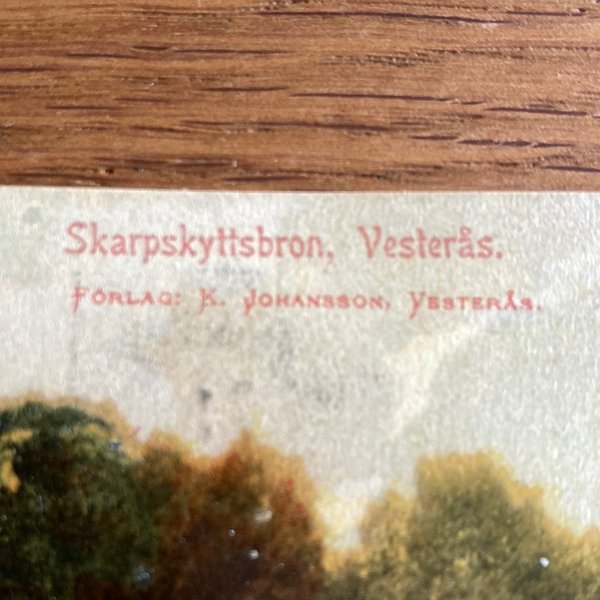 Skarpskyttsbron, Vesterås.
FÖRLAG: K. JOHANSSON, VESTERÅS.